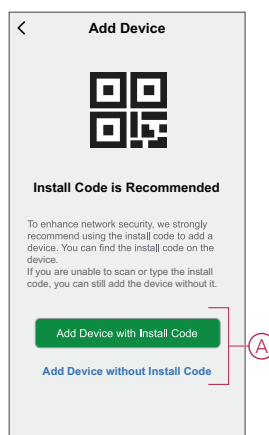 Add Device
Install Code is Recommended
To enhance network security, we strongly
recommend using the install code to add a
device. You can find the install code on the
device.
If you are unable to scan or type the install
code, you can still add the device without it.
Add Device with Install Code
A
Add Device without Install Code